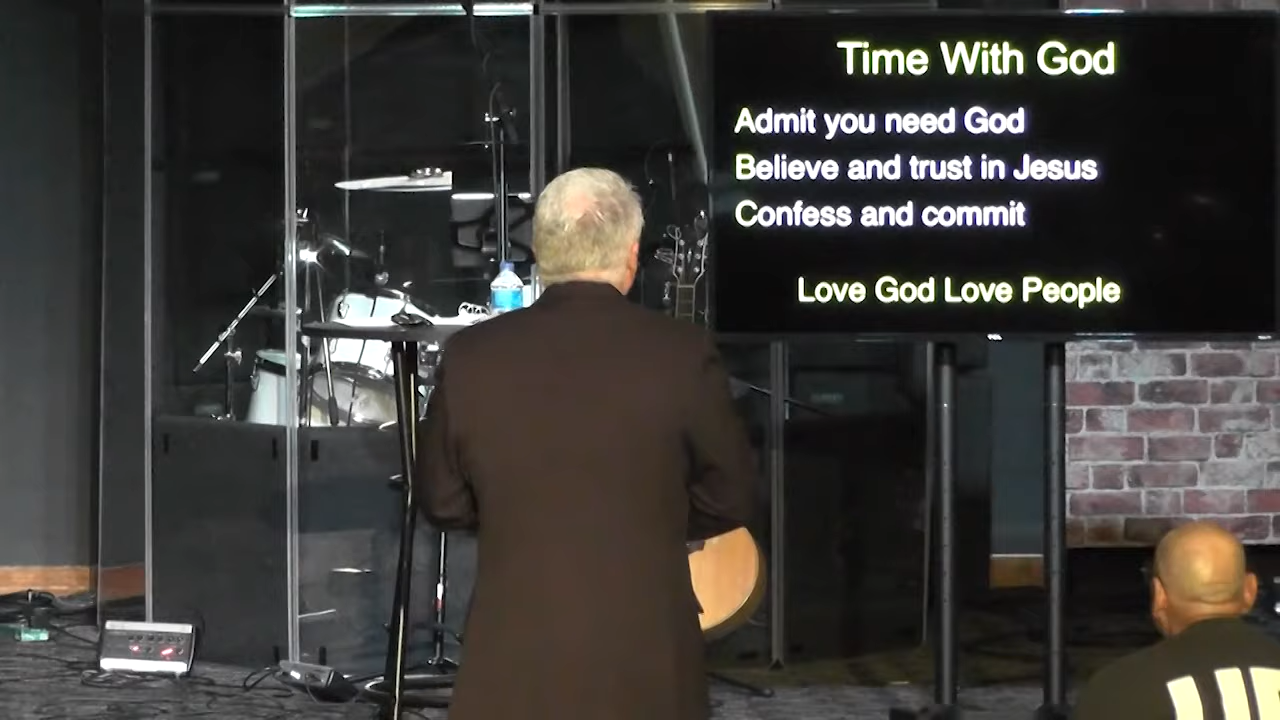 Time With God
Admit you need God
Believe and trust in Jesus
Confess and commit
Love God Love People